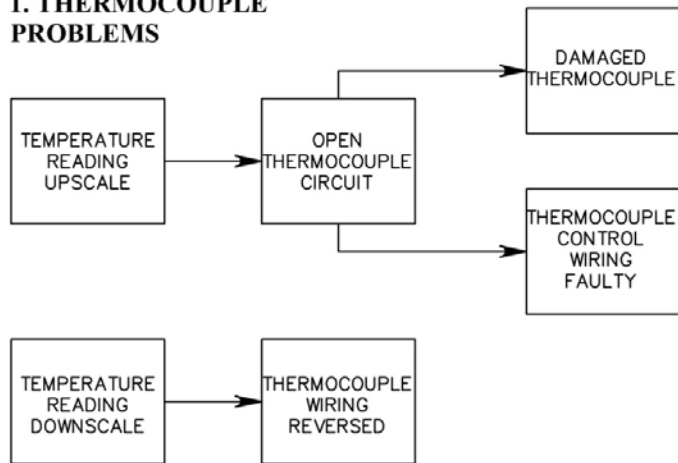 1. THERMOCOUPLE
PROBLEMS
DAMAGED
THERMOCOUPLE
TEMPERATURE
READING
UPSCALE
OPEN
THERMOCOUPLE
CIRCUIT
THERMOCOUPLE
CONTROL
WIRING
FAULTY
TEMPERATURE
READING
DOWNSCALE
THERMOCOUPLE
WIRING
REVERSED